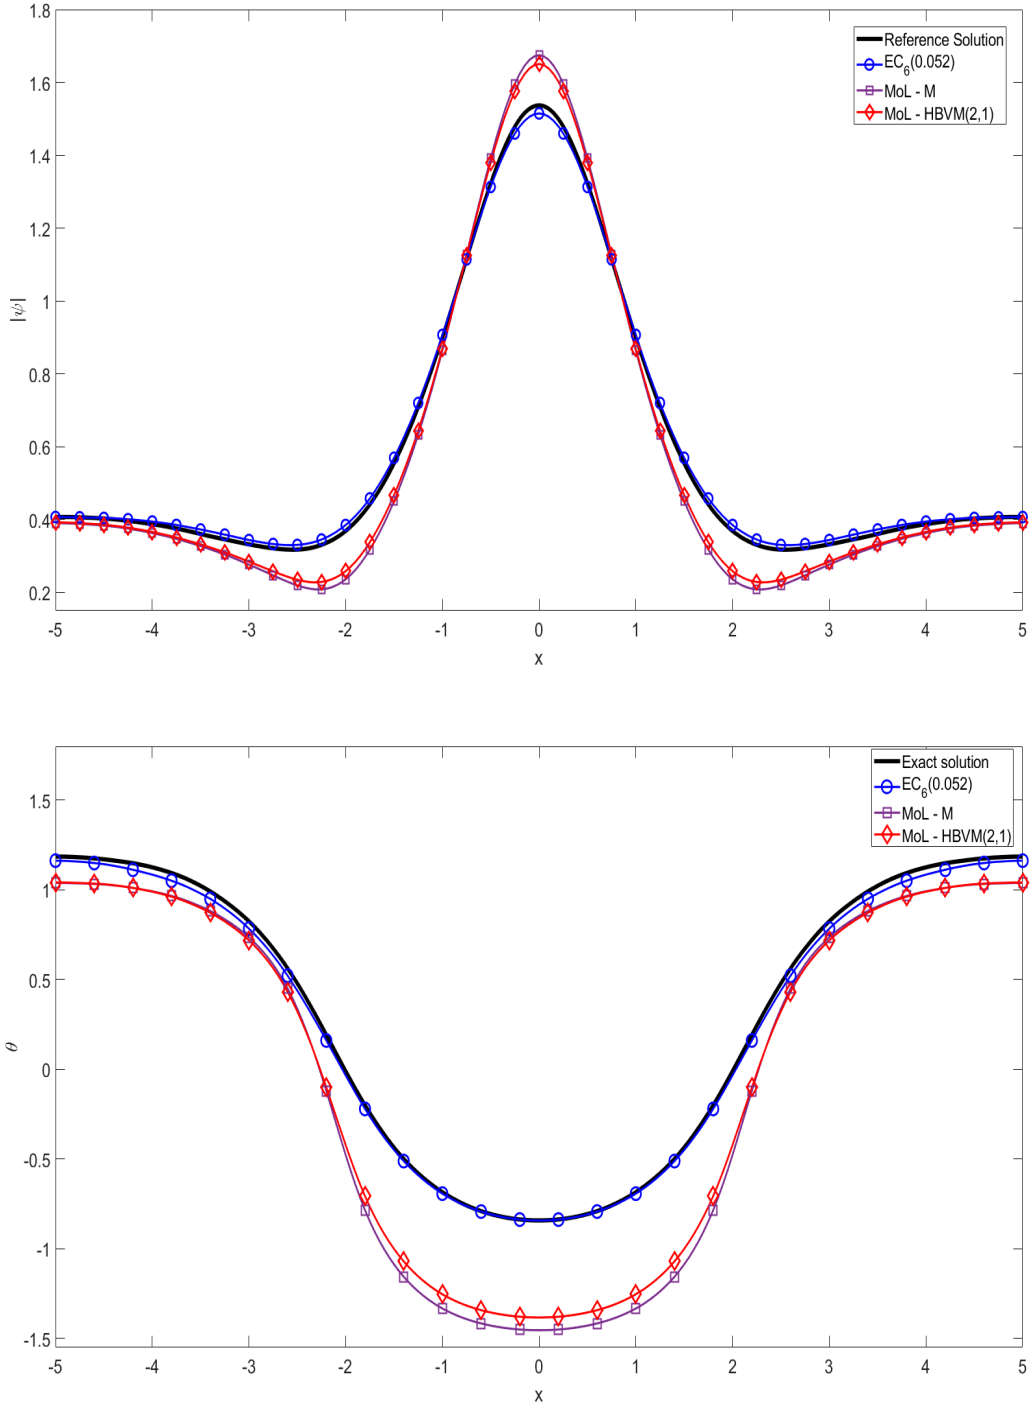 1.8
1.6
1.4
1.2
1
0.8
0.6
0.4
0.2
|ψ|
Reference Solution
EC6(0.052)
MoL - M
MoL - HBVM(2,1)
-5 -4 -3 -2 -1 0 1 2 3 4 5
x
1.5
1
0.5
0
-0.5
-1
-1.5
θ
Exact solution
EC6(0.052)
MoL - M
MoL - HBVM(2,1)
-5 -4 -3 -2 -1 0 1 2 3 4 5
x